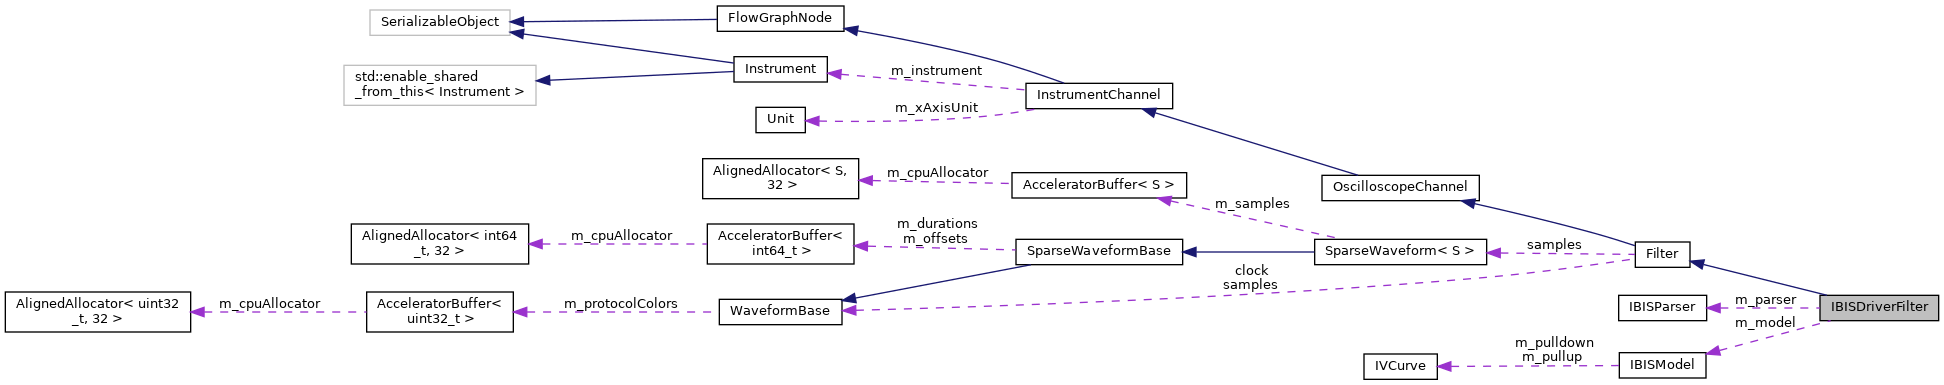 SerializableObject
FlowGraphNode
std::enable_shared
_from_this< Instrument >
Instrument
m_instrument
InstrumentChannel
m_xAxisUnit
Unit
AlignedAllocator< S,
32 >
m_cpuAllocator
AcceleratorBuffer< S >
OscilloscopeChannel
m_samples
AlignedAllocator< int64
_t, 32 >
m_cpuAllocator
AcceleratorBuffer<
int64_t >
m_durations
m_offsets
SparseWaveformBase
SparseWaveform< S >
samples
Filter
clock
samples
AlignedAllocator< uint32
_t, 32 >
m_cpuAllocator
AcceleratorBuffer<
uint32_t >
m_protocolColors
WaveformBase
IBISParser
m_parser
IBISDriverFilter
m_model
m_pulldown
m_pullup
IVCurve
IBISModel